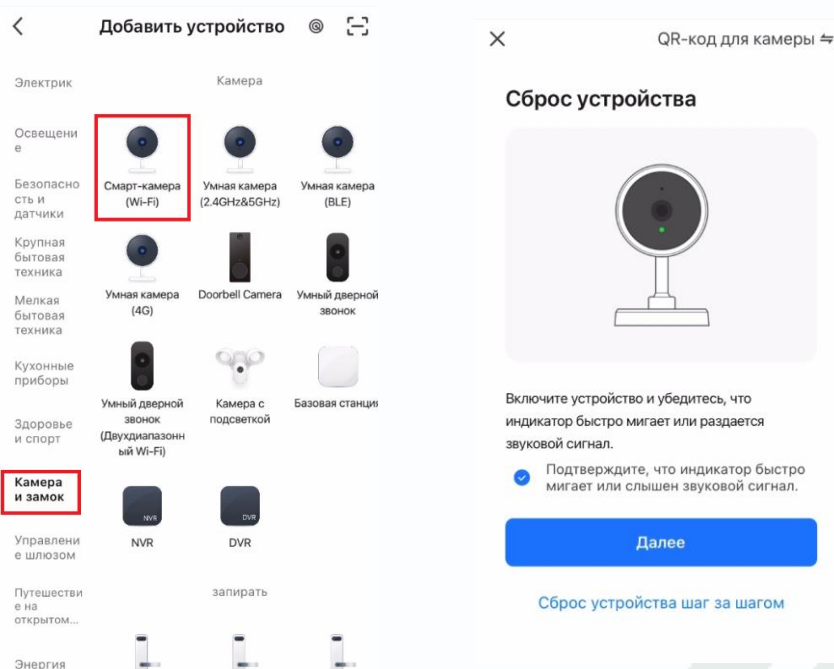 Добавить устройство
Электрик
Освещени
е
Безопасно
сть и
датчики
Крупная
бытовая
техника
Мелкая
бытовая
техника
Кухонные
приборы
Здоровье
и спорт
Камера
и замок
Управлени
е шлюзом
Путешестви
е на
открытом...
Энергия
Камера
Смарт-камера
(Wi-Fi)
Умная камера
(2.4GHz&5GHz)
Умная камера
(BLE)
Умная камера
(4G)
Doorbell Camera
Умный дверной
звонок
Умный дверной
звонок
(Двухдиапазонн
ый Wi-Fi)
Камера с
подсветкой
Базовая станция
NVR
NVR
DVR
DVR
запирать
QR-код для камеры
Сброс устройства
Включите устройство и убедитесь, что
индикатор быстро мигает или раздается
звуковой сигнал.
Подтверждите, что индикатор быстро
мигает или слышен звуковой сигнал.
Далее
Сброс устройства шаг за шагом